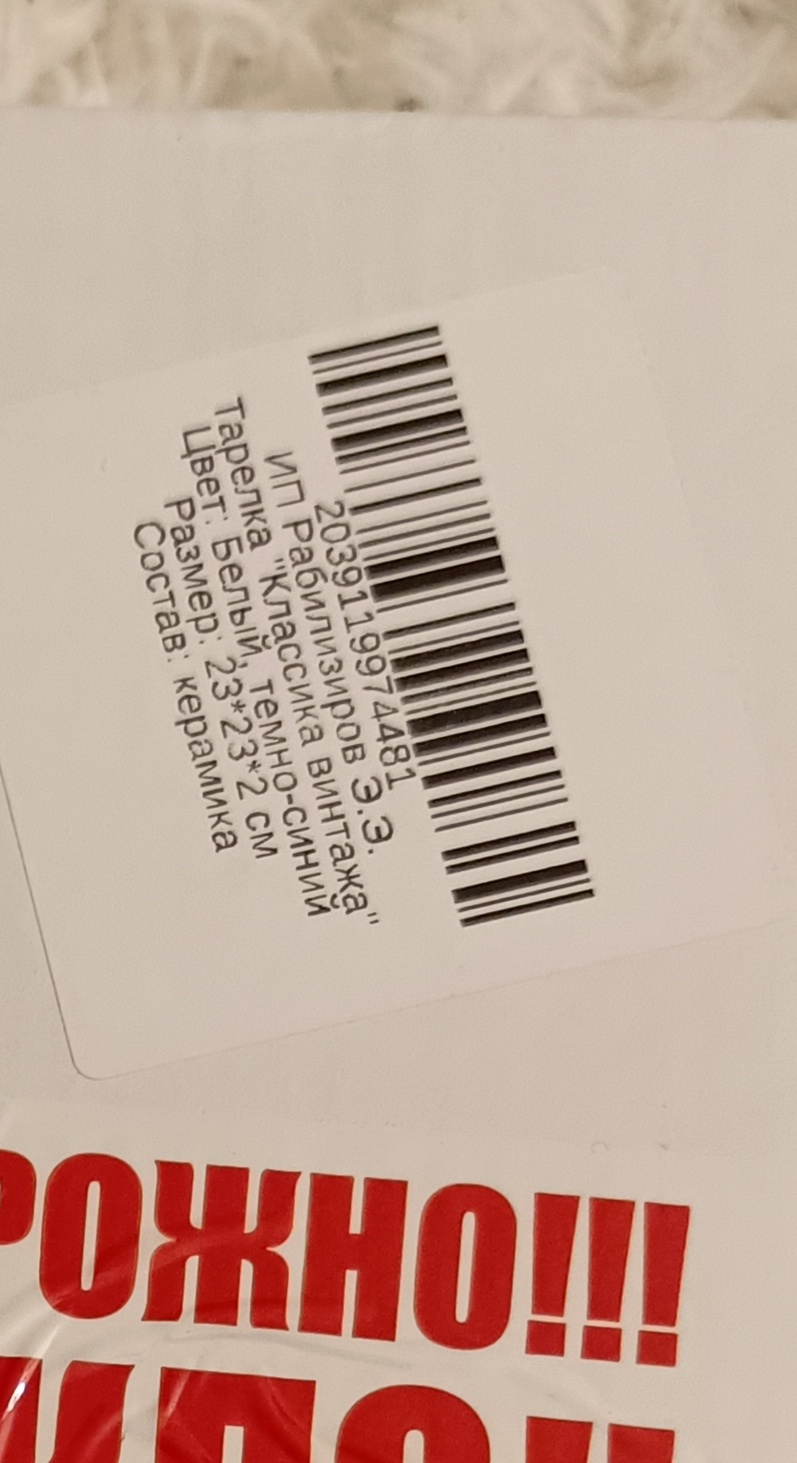 2039119974481
ИП Рабилизиров Э.Э.
Тарелка "Классика винтажа"
Цвет: Белый, темно-синий
Размер: 23*23*2 см
Состав: керамика
РОЖНО!!!